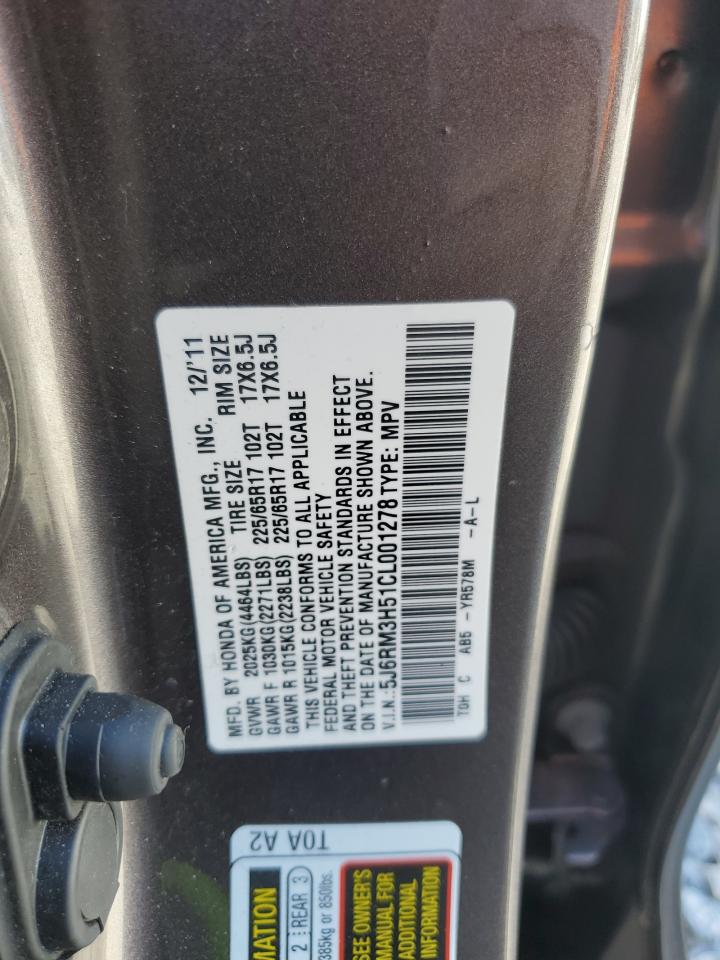 MFD. BY HONDA OF AMERICA MFG., INC. 12/'11
GVWR 2025KG(4464LBS) TIRE SIZE RIM SIZE
GAWR F 1030KG(2271LBS) 225/65R17 102T 17X6.5J
GAWR R 1015KG(2238LBS) 225/65R17 102T 17X6.5J
THIS VEHICLE CONFORMS TO ALL APPLICABLE
FEDERAL MOTOR VEHICLE SAFETY
AND THEFT PREVENTION STANDARDS IN EFFECT
ON THE DATE OF MANUFACTURE SHOWN ABOVE.
V.I.N.:5J6RM3H51CL001278 TYPE: MPV
TOH C AB5 -YR578M -A-L
T0A A2
MATION
2 REAR 3
385kg or 850lbs.
SEE OWNER'S
MANUAL FOR
ADDITIONAL
INFORMATION